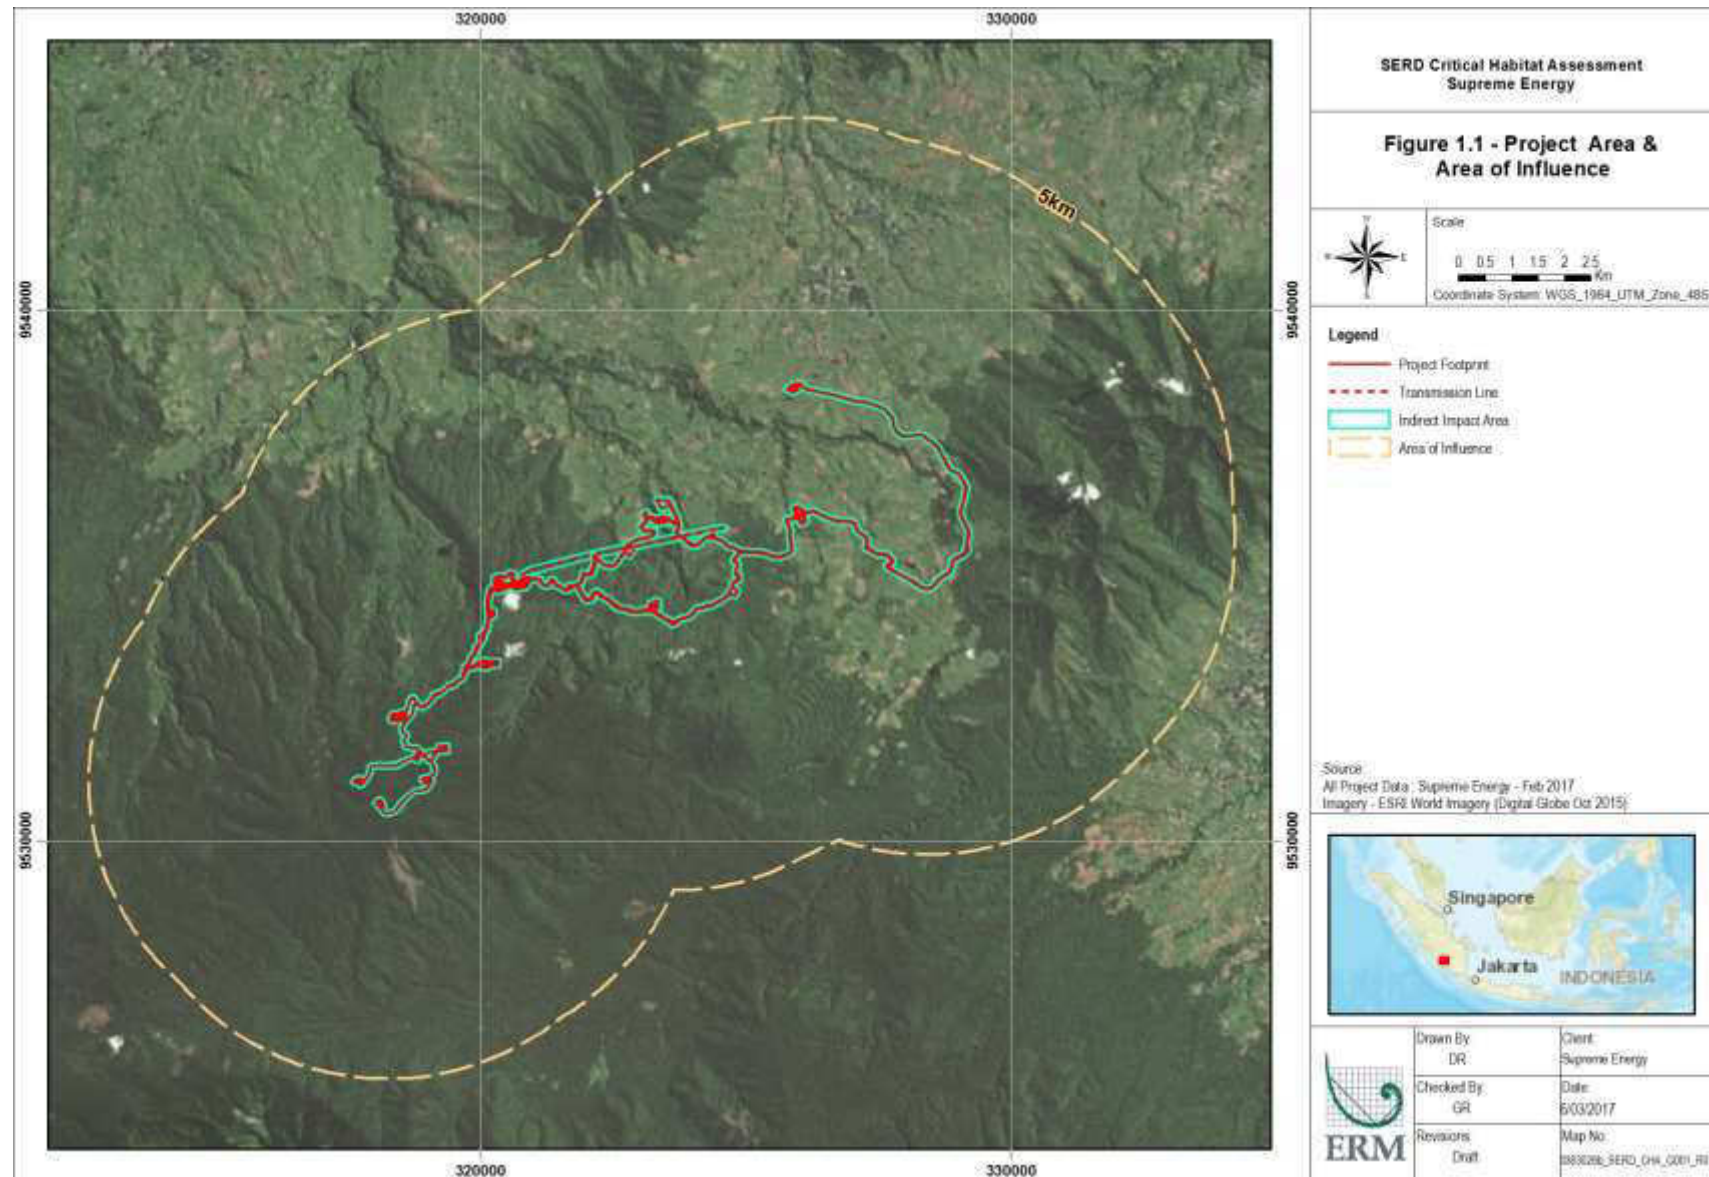 320000
330000
9540000
9540000
9530000
9530000
5km
320000
330000
SERD Critical Habitat Assessment
Supreme Energy
Figure 1.1 - Project Area &
Area of Influence
Scale
0 0.5 1 1.5 2 2.5
Km
Coordinate System: WGS_1984_UTM_Zone_48S
Legend
Project Footprint
Transmission Line
Indirect Impact Area
Area of Influence
Source
All Project Data : Supreme Energy - Feb 2017
Imagery - ESRI World Imagery (Digital Globe Oct 2015)
Singapore
Jakarta
INDONESIA
ERM
Drawn By
DR
Client
Supreme Energy
Checked By
GR
Date:
6/03/2017
Revisions
Draft
Map No: